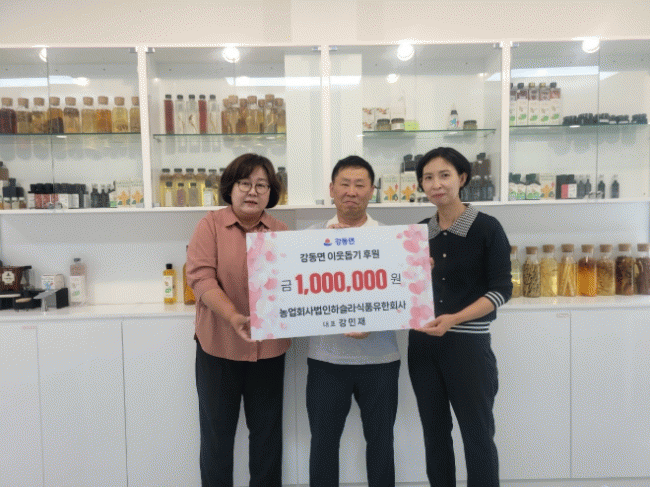 강동면
강동면 이웃돕기 후원
금 1,000,000 원
농업회사법인하슬라식품유한회사
대표 강민재